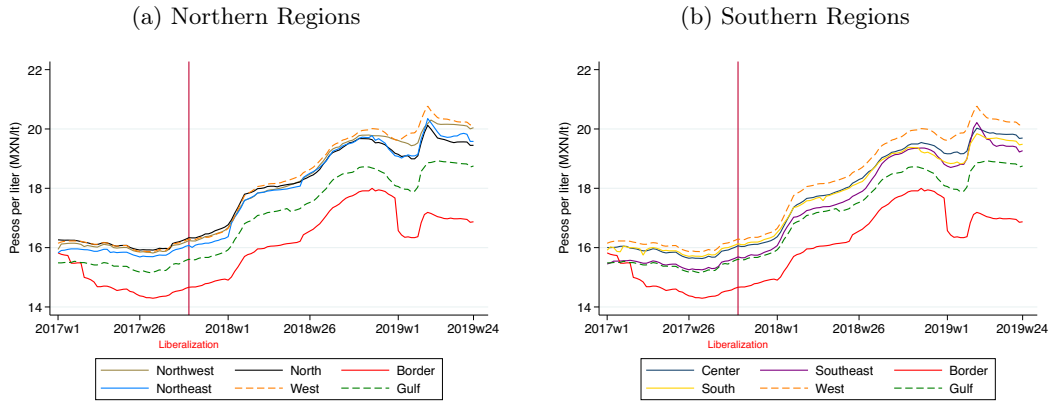 (a) Northern Regions
Pesos per liter (MXN/lt)
22
20
18
16
14
2017w1 2017w26 2018w1 2018w26 2019w1 2019w24
Liberalization
Northwest North Border
Northeast West Gulf
(b) Southern Regions
Pesos per liter (MXN/lt)
22
20
18
16
14
2017w1 2017w26 2018w1 2018w26 2019w1 2019w24
Liberalization
Center Southeast Border
South West Gulf